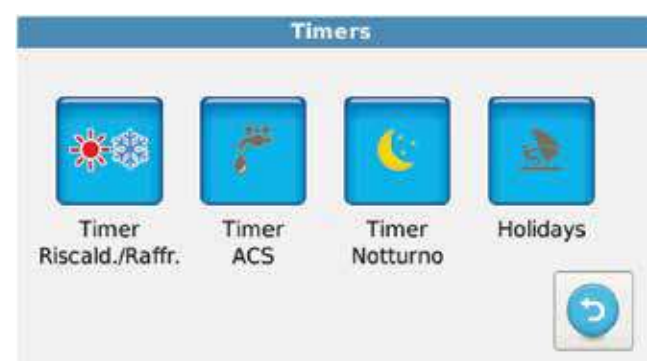 Timers
Timer
Riscald./Raffr.
Timer
ACS
Timer
Notturno
Holidays